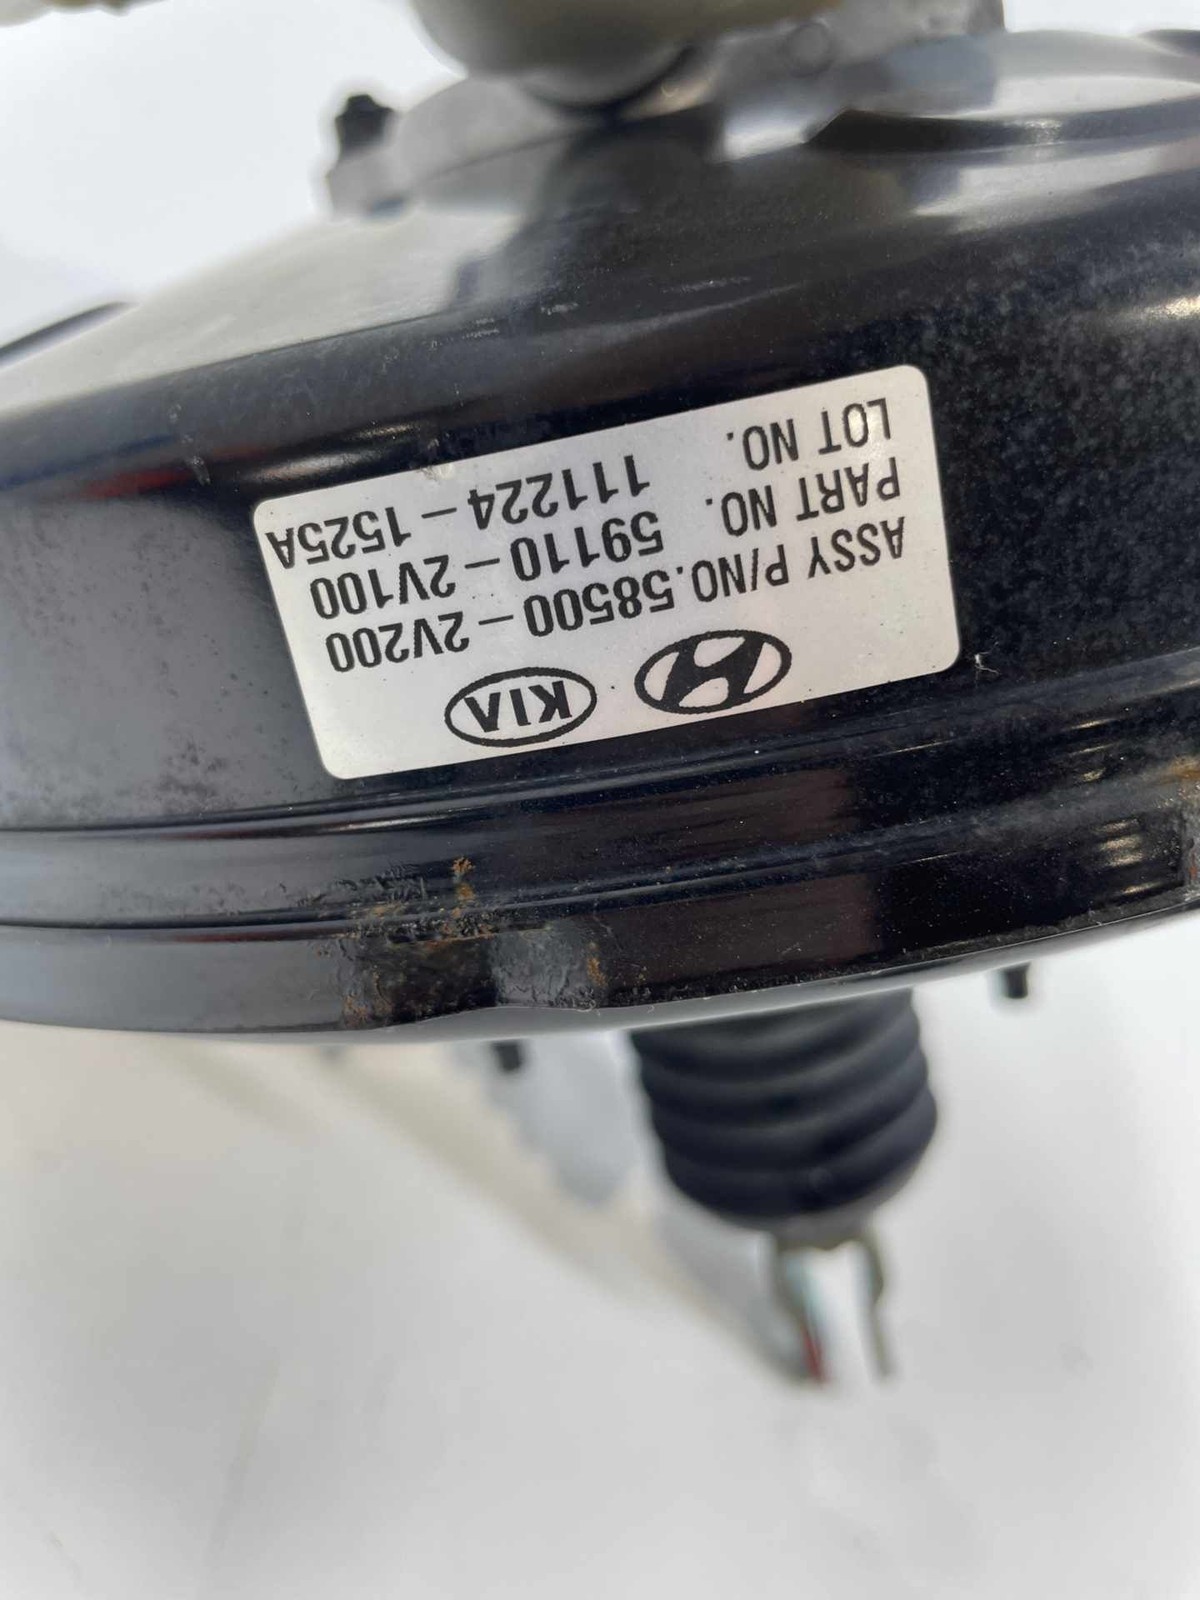 KIA
ASSY P/NO. 58500-2V200
PART NO. 59110-2V100
LOT NO. 111224-1525A